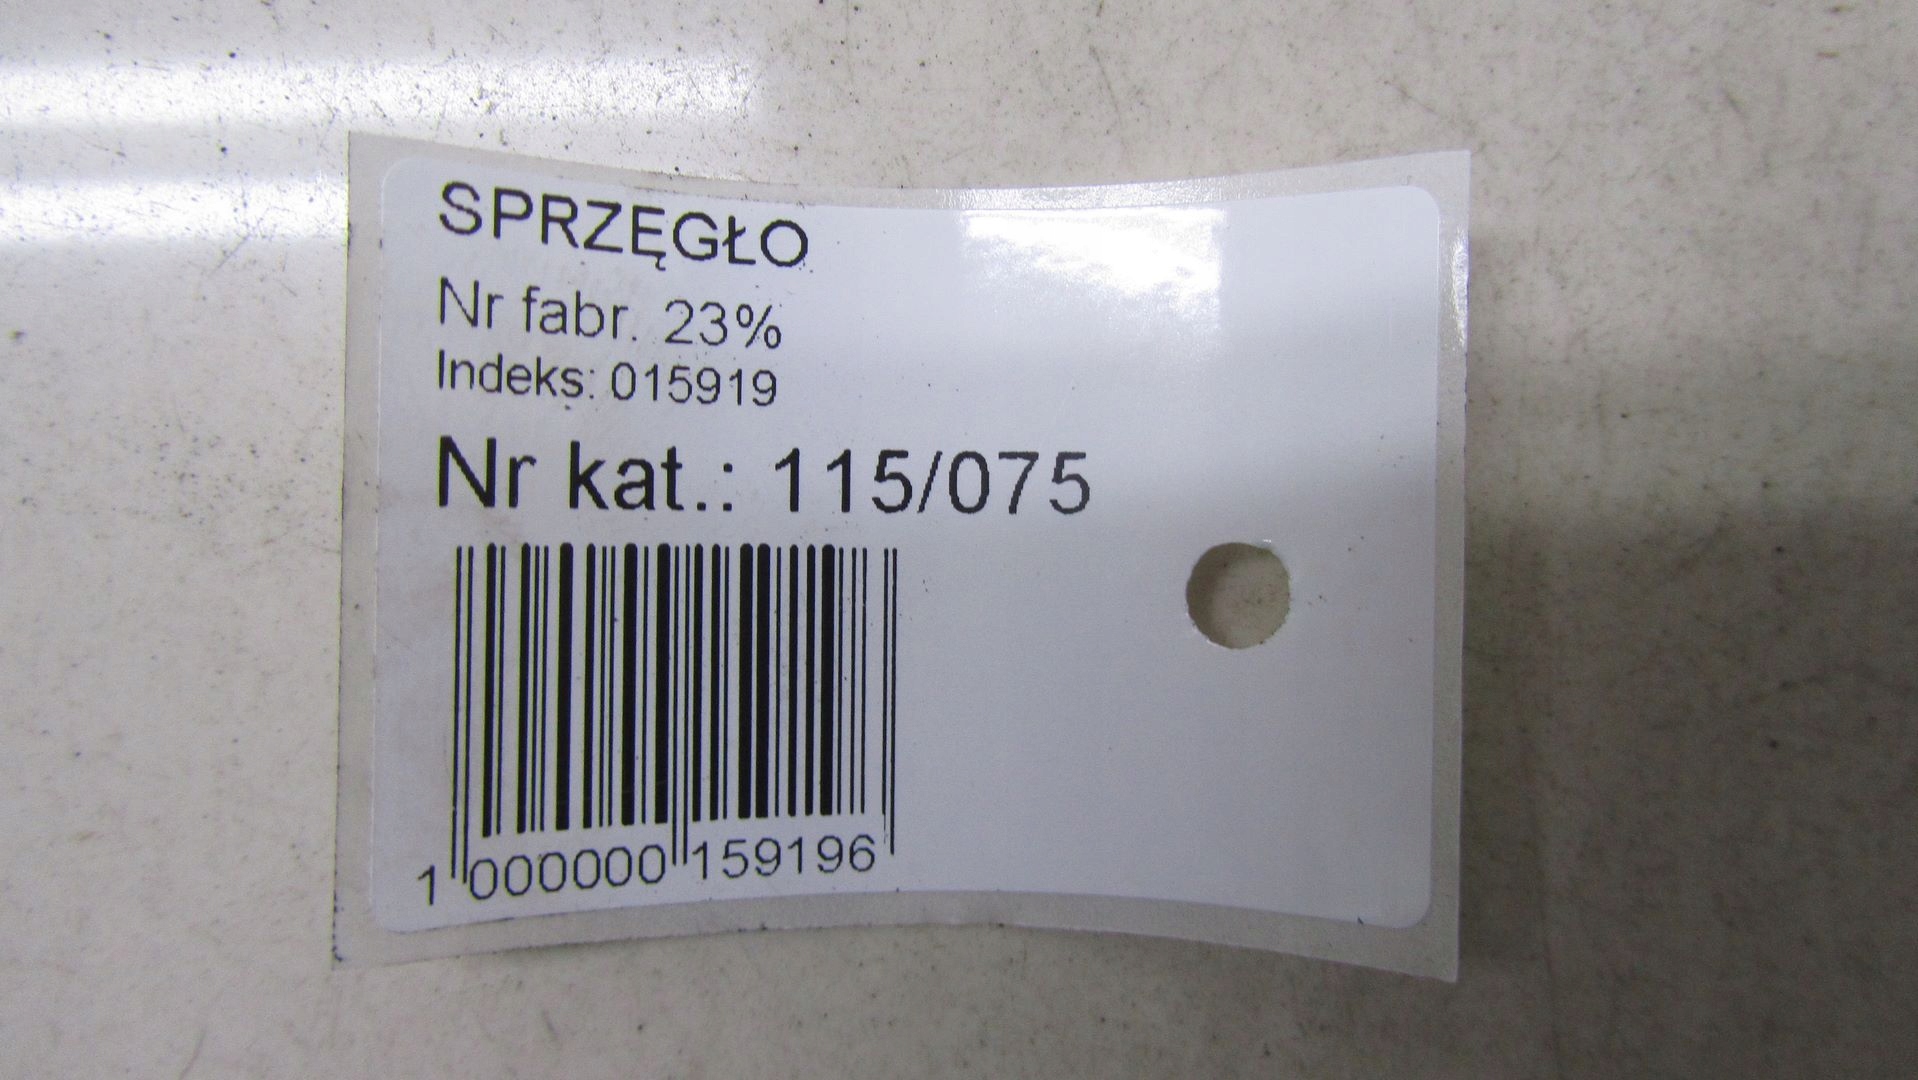 SPRZĘGŁO
Nr fabr. 23%
Indeks: 015919
Nr kat.: 115/075
1 000000 159196